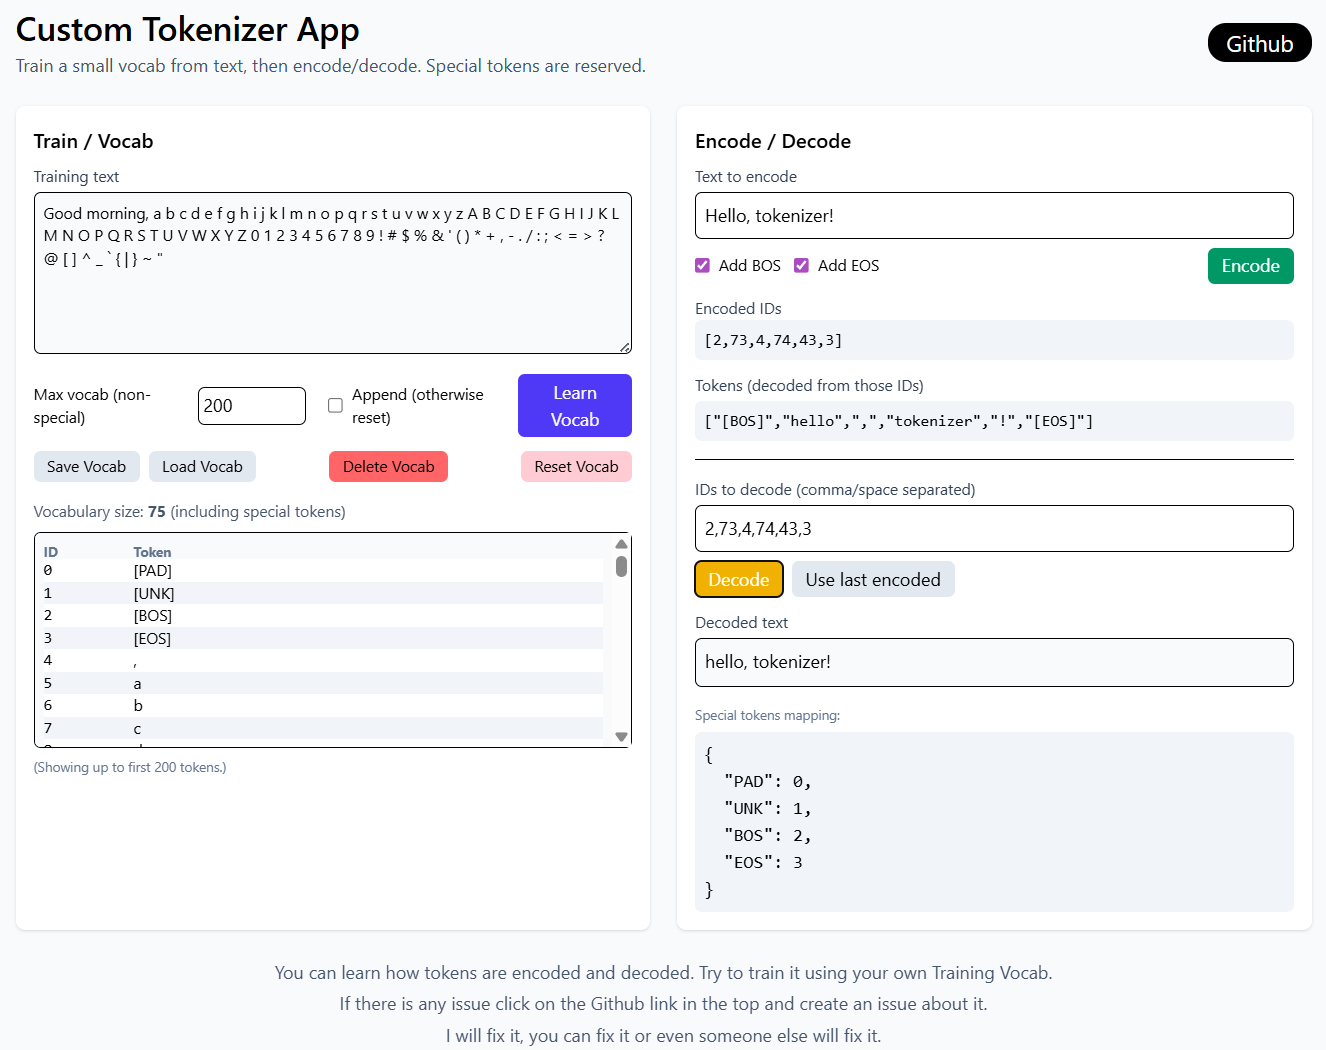 Custom Tokenizer App
Train a small vocab from text, then encode/decode. Special tokens are reserved.
Github
Train / Vocab
Training text
Good morning, a b c d e f g h i j k l m n o p q r s t u v w x y z A B C D E F G H I J K L
M N O P Q R S T U V W X Y Z 0 1 2 3 4 5 6 7 8 9 ! # $ % & ' ( ) * + , - . / : ; < = > ?
@ [ ] ^ _ ` { | } ~ "
Max vocab (non-
special)
200
Append (otherwise
reset)
Learn
Vocab
Save Vocab
Load Vocab
Delete Vocab
Reset Vocab
Vocabulary size: 75 (including special tokens)
ID Token
0 [PAD]
1 [UNK]
2 [BOS]
3 [EOS]
4 ,
5 a
6 b
7 c
(Showing up to first 200 tokens.)
Encode / Decode
Text to encode
Hello, tokenizer!
Add BOS
Add EOS
Encode
Encoded IDs
[2,73,4,74,43,3]
Tokens (decoded from those IDs)
["[BOS]","hello",",","tokenizer","!","[EOS]"]
IDs to decode (comma/space separated)
2,73,4,74,43,3
Decode
Use last encoded
Decoded text
hello, tokenizer!
Special tokens mapping:
{
"PAD": 0,
"UNK": 1,
"BOS": 2,
"EOS": 3
}
You can learn how tokens are encoded and decoded. Try to train it using your own Training Vocab.
If there is any issue click on the Github link in the top and create an issue about it.
I will fix it, you can fix it or even someone else will fix it.